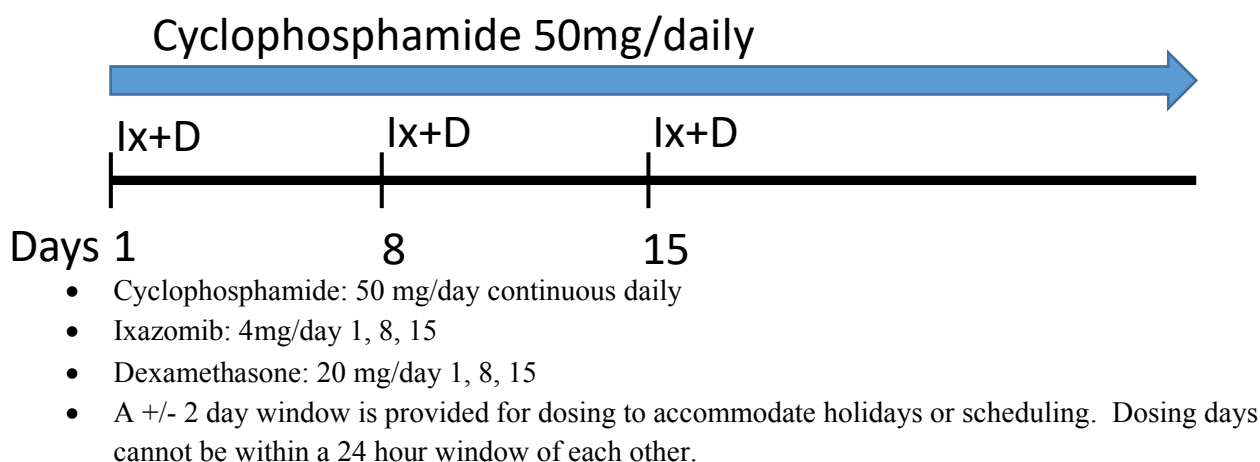 Cyclophosphamide 50mg/daily
Ix+D Ix+D Ix+D
Days 1 8 15
• Cyclophosphamide: 50 mg/day continuous daily
• Ixazomib: 4mg/day 1, 8, 15
• Dexamethasone: 20 mg/day 1, 8, 15
• A +/- 2 day window is provided for dosing to accommodate holidays or scheduling. Dosing days
cannot be within a 24 hour window of each other.